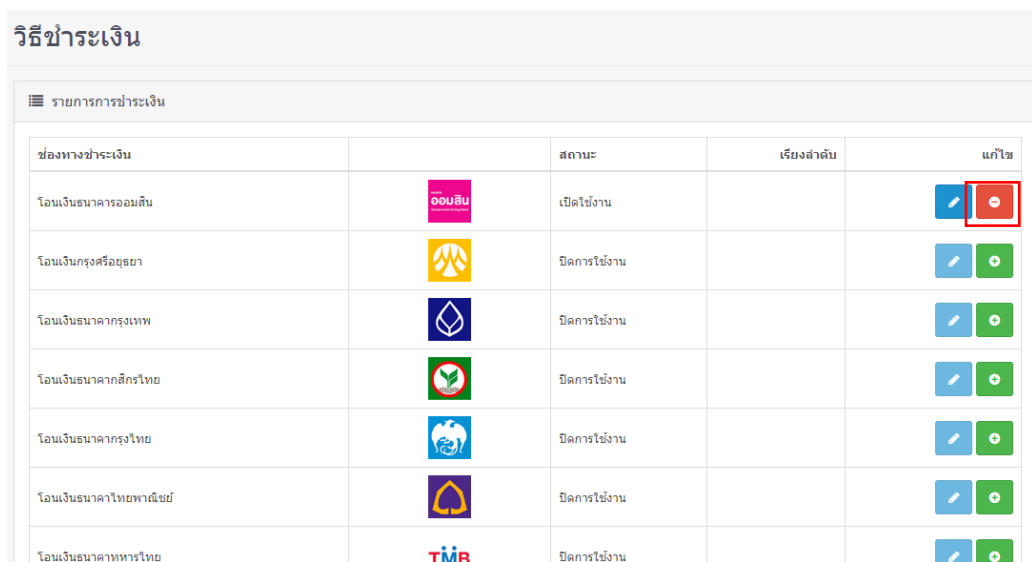 วิธีชำระเงิน
รายการการชำระเงิน
ช่องทางชำระเงิน สถานะ เรียงลำดับ แก้ไข
โอนเงินธนาคารออมสิน ออมสิน เปิดใช้งาน
โอนเงินกรุงศรีอยุธยา ปิดการใช้งาน
โอนเงินธนาคากรุงเทพ ปิดการใช้งาน
โอนเงินธนาคากสิกรไทย ปิดการใช้งาน
โอนเงินธนาคากรุงไทย ปิดการใช้งาน
โอนเงินธนาคาไทยพาณิชย์ ปิดการใช้งาน
โอนเงินธนาคาทหารไทย TMB ปิดการใช้งาน